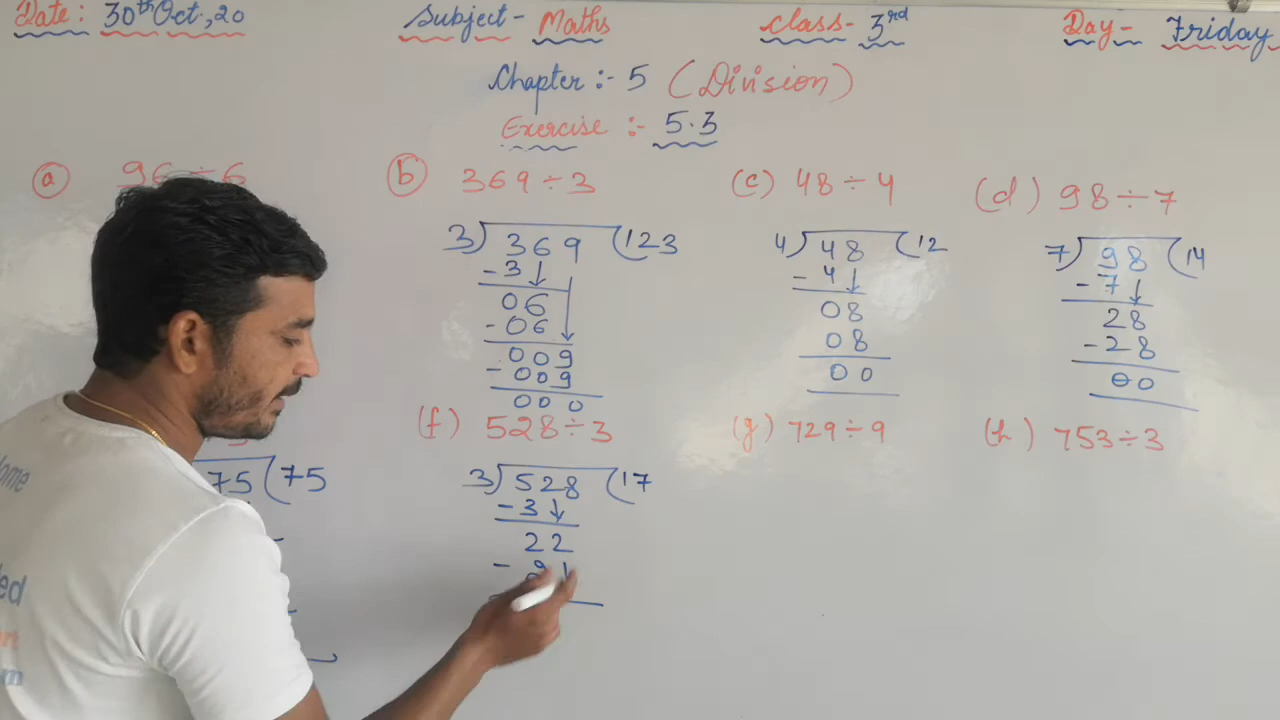 Date: 30th Oct, 20 Subject - Maths Class - 3rd Day - Friday
Chapter :- 5 (Division)
Exercise :- 5.3
(a) 96 ÷ 6
(b) 369 ÷ 3
3) 369 (123
- 3
06
- 06
009
- 009
000
(c) 48 ÷ 4
4) 48 (12
- 4
08
08
00
(d) 98 ÷ 7
7) 98 (14
- 7
28
- 28
00
75 (75
(f) 528 ÷ 3
3) 528 (17
- 3
22
- 21
(g) 729 ÷ 9
(h) 753 ÷ 3